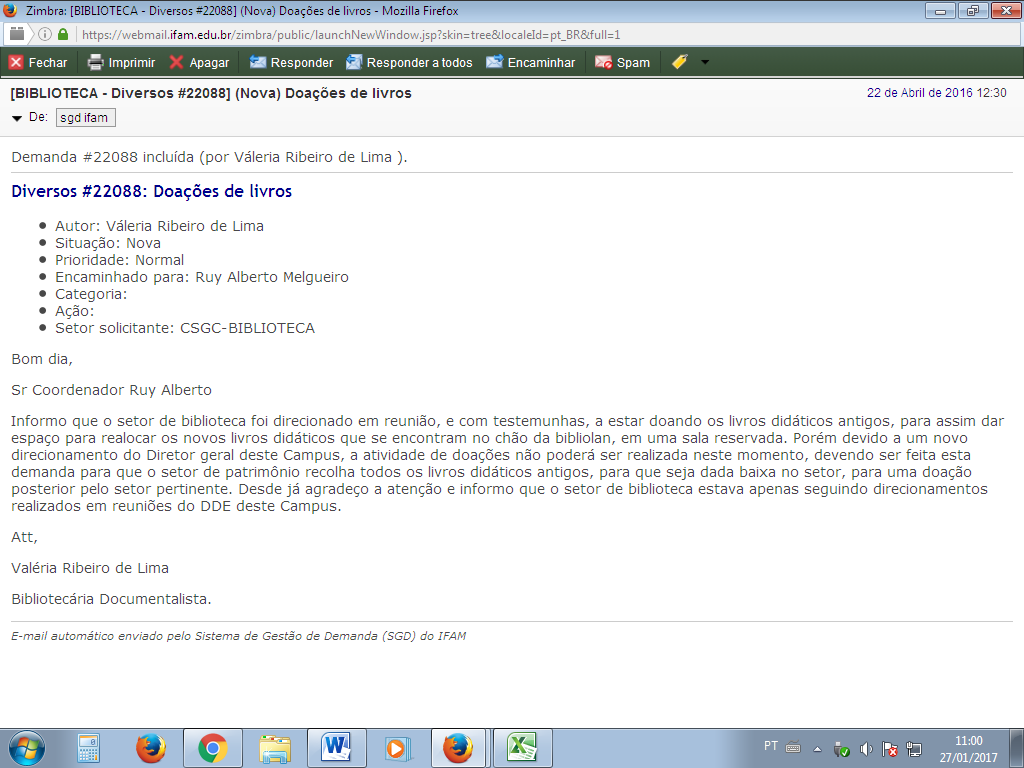 Zimbra: [BIBLIOTECA - Diversos #22088] (Nova) Doações de livros - Mozilla Firefox
https://webmail.ifam.edu.br/zimbra/public/launchNewWindow.jsp?skin=tree&localeId=pt_BR&full=1
Fechar Imprimir Apagar Responder Responder a todos Encaminhar Spam
[BIBLIOTECA - Diversos #22088] (Nova) Doações de livros 22 de Abril de 2016 12:30
De: sgd ifam
Demanda #22088 incluída (por Váleria Ribeiro de Lima ).
Diversos #22088: Doações de livros
• Autor: Váleria Ribeiro de Lima
• Situação: Nova
• Prioridade: Normal
• Encaminhado para: Ruy Alberto Melgueiro
• Categoria:
• Ação:
• Setor solicitante: CSGC-BIBLIOTECA
Bom dia,
Sr Coordenador Ruy Alberto
Informo que o setor de biblioteca foi direcionado em reunião, e com testemunhas, a estar doando os livros didáticos antigos, para assim dar
espaço para realocar os novos livros didáticos que se encontram no chão da bibliolan, em uma sala reservada. Porém devido a um novo
direcionamento do Diretor geral deste Campus, a atividade de doações não poderá ser realizada neste momento, devendo ser feita esta
demanda para que o setor de patrimônio recolha todos os livros didáticos antigos, para que seja dada baixa no setor, para uma doação
posterior pelo setor pertinente. Desde já agradeço a atenção e informo que o setor de biblioteca estava apenas seguindo direcionamentos
realizados em reuniões do DDE deste Campus.
Att,
Valéria Ribeiro de Lima
Bibliotecária Documentalista.
E-mail automático enviado pelo Sistema de Gestão de Demanda (SGD) do IFAM
PT 11:00
27/01/2017